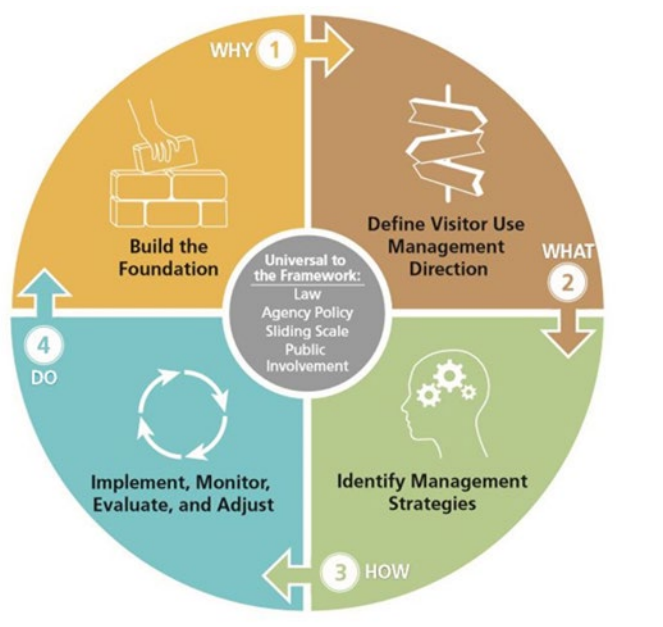 WHY 1
Build the
Foundation
Define Visitor Use
Management
Direction
WHAT
2
Universal to
the Framework:
Law
Agency Policy
Sliding Scale
Public
Involvement
Identify Management
Strategies
3 HOW
Implement, Monitor,
Evaluate, and Adjust
4
DO